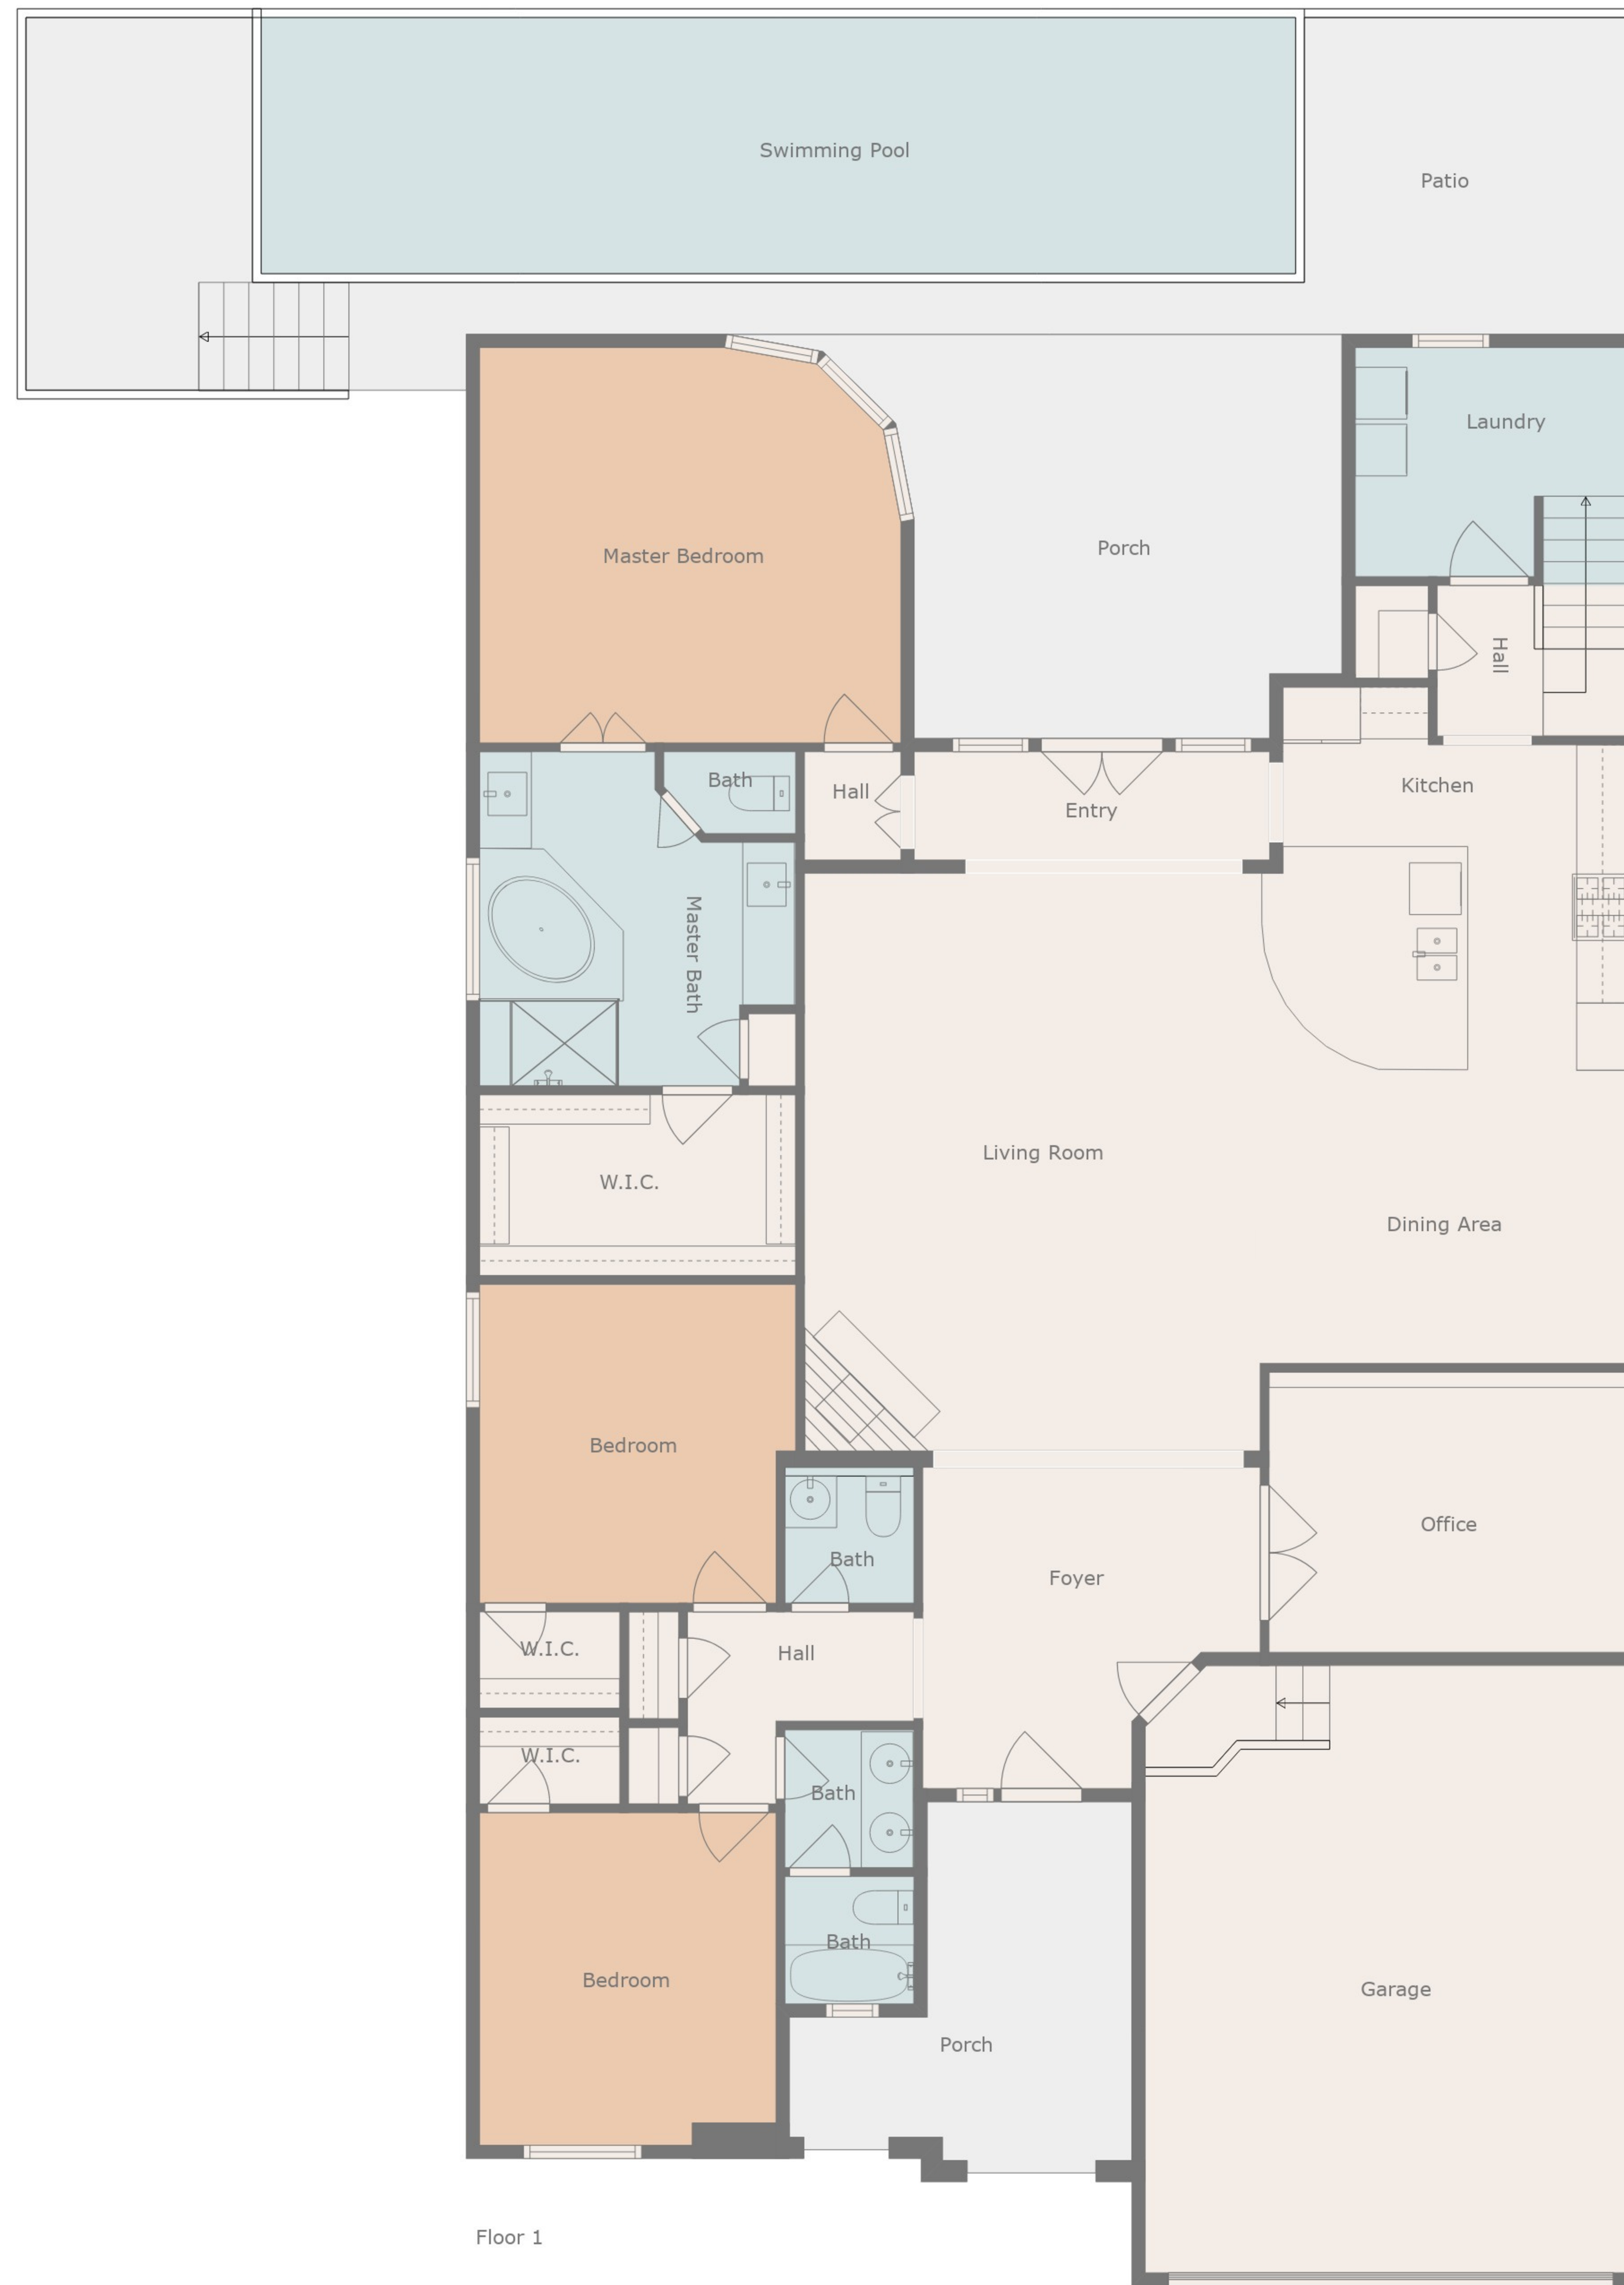 Swimming Pool
Patio
Laundry
Master Bedroom
Porch
Hall
Bath
Hall
Entry
Kitchen
Master Bath
Living Room
W.I.C.
Dining Area
Bedroom
Office
Bath
Foyer
W.I.C.
Hall
W.I.C.
Bath
Bath
Bedroom
Garage
Porch
Floor 1